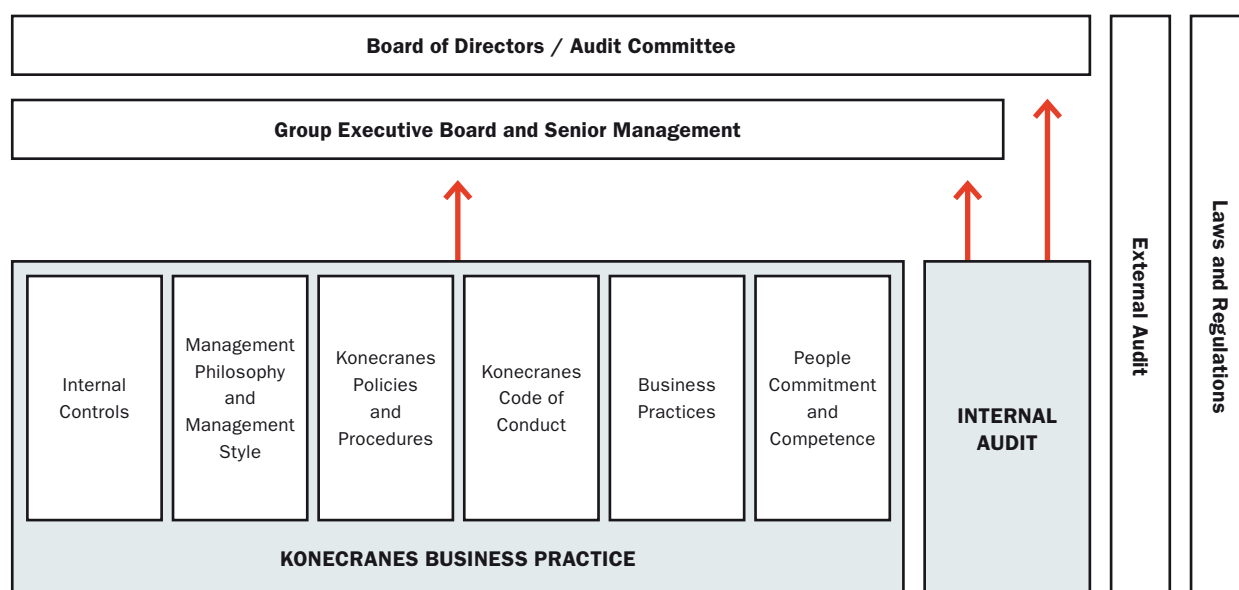 Board of Directors / Audit Committee
Group Executive Board and Senior Management
Internal
Controls
Management
Philosophy
and
Management
Style
Konecranes
Policies
and
Procedures
Konecranes
Code of
Conduct
Business
Practices
People
Commitment
and
Competence
KONECRANES BUSINESS PRACTICE
INTERNAL
AUDIT
External Audit
Laws and Regulations